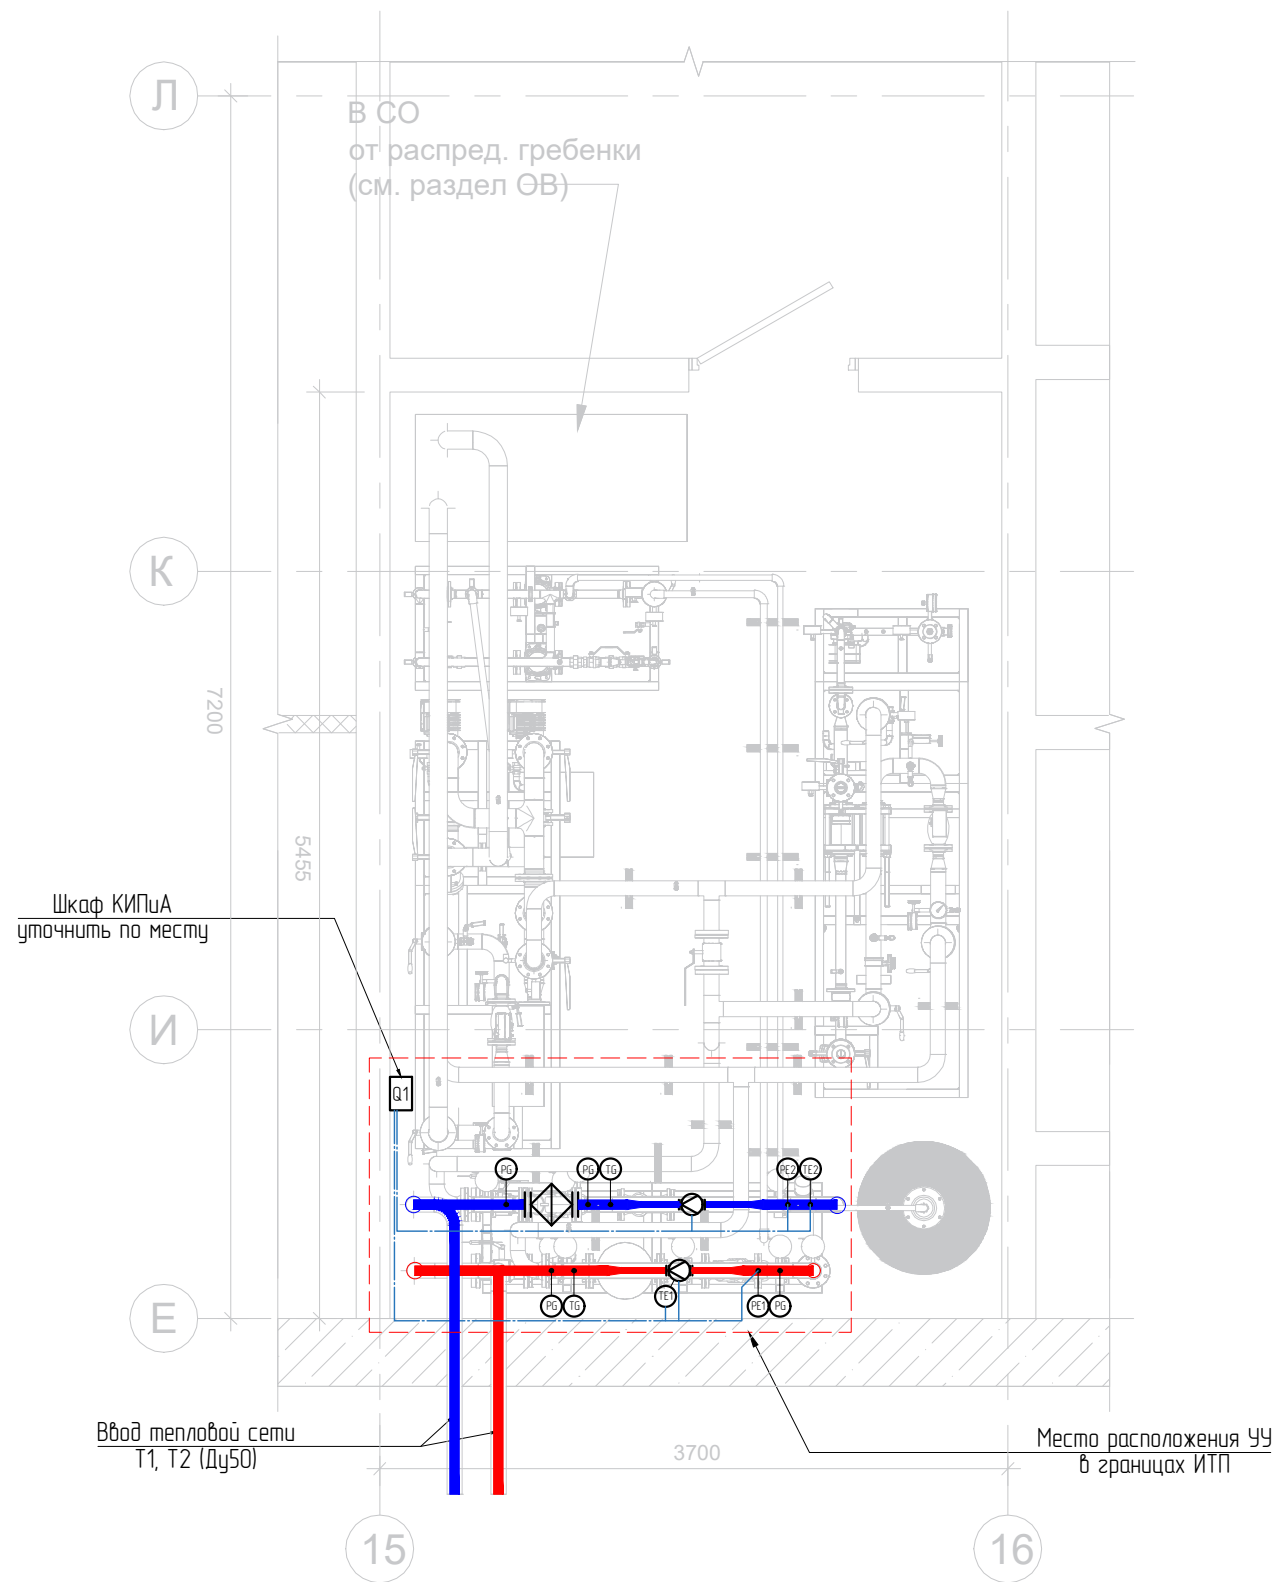 Л
В СО
от распред. гребенки
(см. раздел ОВ)
К
7200
5455
Шкаф КИПиА
уточнить по месту
И
Q1
PG
PG
TG
PE2
TE2
TE1
PG
TG
PE1
PG
Е
Ввод тепловой сети
Т1, Т2 (Ду50)
3700
Место расположения УУ
в границах ИТП
15
16